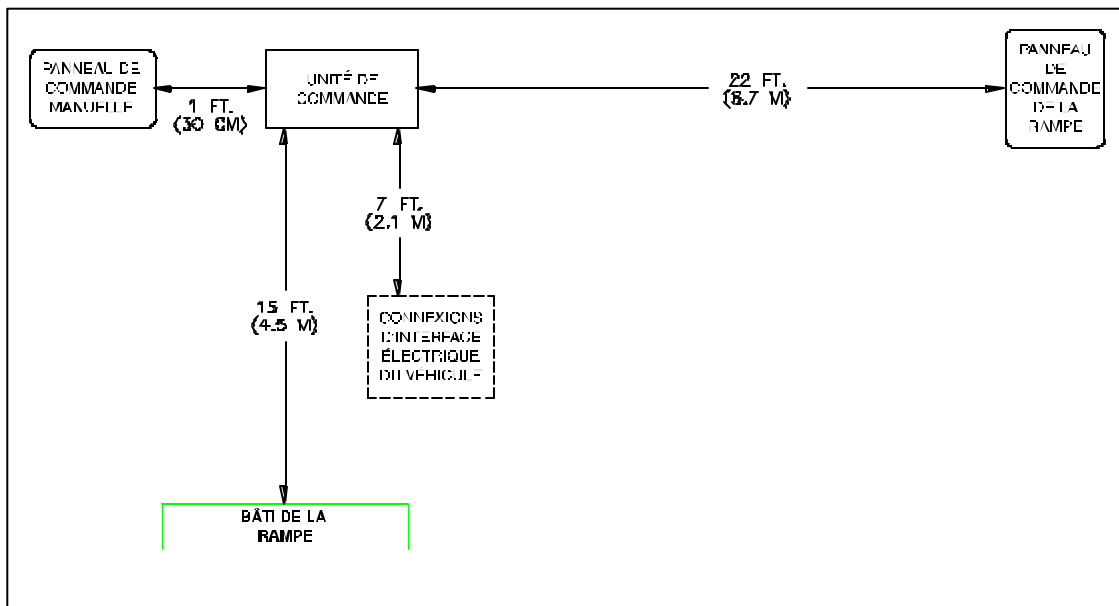 PANNEAU DE
COMMANDE
MANUELLE
1 FT.
(30 CM)
UNITÉ DE
COMMANDE
22 FT.
(6.7 M)
PANNEAU
DE
COMMANDE
DE LA
RAMPE
7 FT.
(2.1 M)
15 FT.
(4.5 M)
CONNEXIONS
D'INTERFACE
ÉLECTRIQUE
DU VÉHICULE
BÂTI DE LA
RAMPE